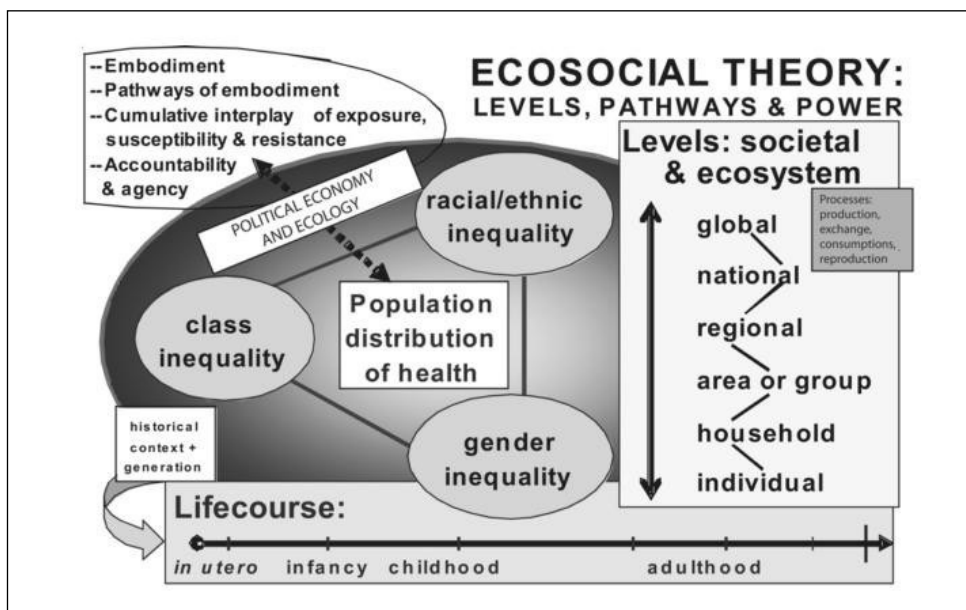 --Embodiment
--Pathways of embodiment
--Cumulative interplay of exposure,
susceptibility & resistance
--Accountability
& agency
ECOSOCIAL THEORY:
LEVELS, PATHWAYS & POWER
POLITICAL ECONOMY
AND ECOLOGY
racial/ethnic
inequality
class
inequality
Population
distribution
of health
gender
inequality
historical
context +
generation
Levels: societal
& ecosystem
Processes:
production,
exchange,
consumptions,
reproduction
global
national
regional
area or group
household
individual
Lifecourse:
in utero infancy childhood adulthood